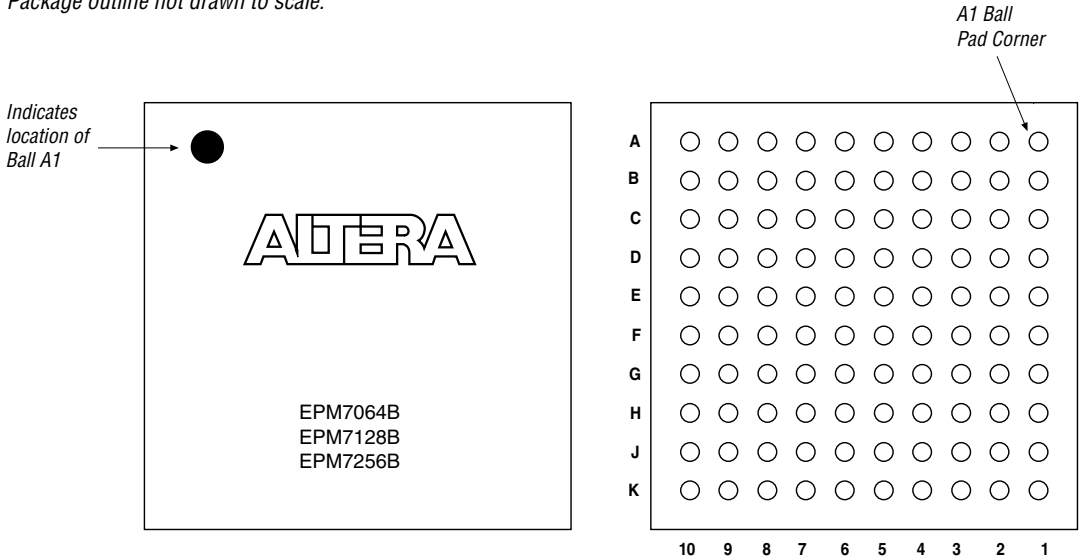 Package outline not drawn to scale.
A1 Ball
Pad Corner
Indicates
location of
Ball A1
ALTERA
EPM7064B
EPM7128B
EPM7256B
A
B
C
D
E
F
G
H
J
K
10 9 8 7 6 5 4 3 2 1